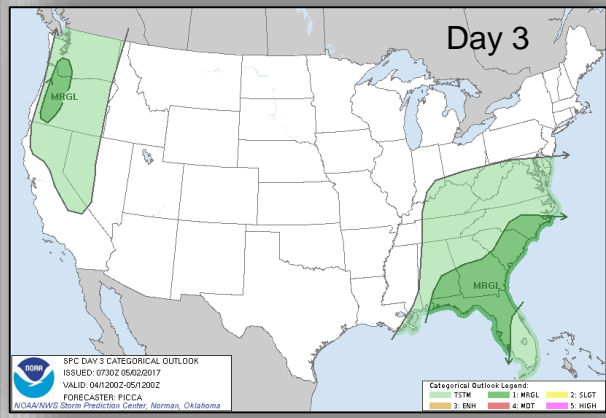 Day 3
MRGL
MRGL
SPC DAY 3 CATEGORICAL OUTLOOK
ISSUED: 0730Z 05/02/2017
VALID: 04/1200Z-05/1200Z
FORECASTER: PICCA
NOAA/NWS Storm Prediction Center, Norman, Oklahoma
NOAA
Categorical Outlook Legend:
TSTM 1: MRGL 2: SLGT
3: ENH 4: MDT 5: HIGH